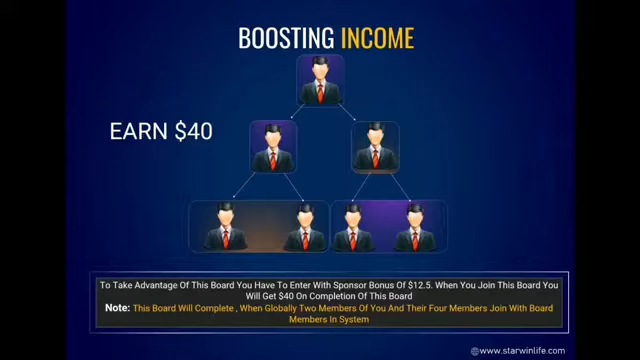 BOOSTING INCOME
EARN $40
To Take Advantage Of This Board You Have To Enter With Sponsor Bonus Of $12.5. When You Join This Board You
Will Get $40 On Completion Of This Board
Note: This Board Will Complete , When Globally Two Members Of You And Their Four Members Join With Board
Members In System
www.starwinlife.com